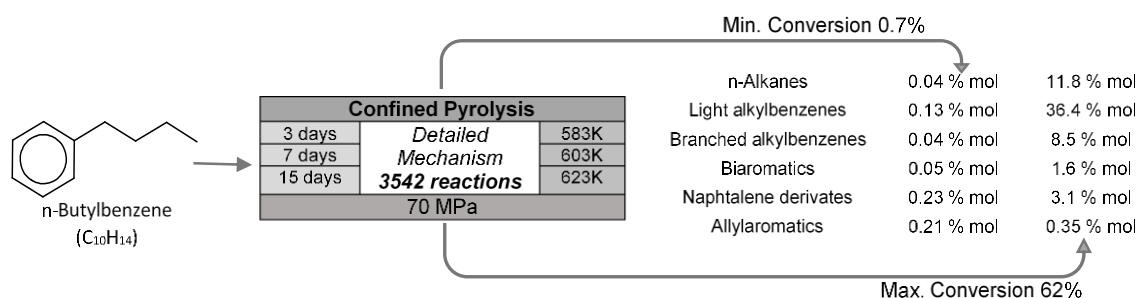 Min. Conversion 0.7%
n-Alkanes 0.04 % mol 11.8 % mol
Light alkylbenzenes 0.13 % mol 36.4 % mol
Branched alkylbenzenes 0.04 % mol 8.5 % mol
Biaromatics 0.05 % mol 1.6 % mol
Naphtalene derivates 0.23 % mol 3.1 % mol
Allylaromatics 0.21 % mol 0.35 % mol
Confined Pyrolysis
3 days Detailed 583K
7 days Mechanism 603K
15 days 3542 reactions 623K
70 MPa
n-Butylbenzene
(C₁₀H₁₄)
Max. Conversion 62%